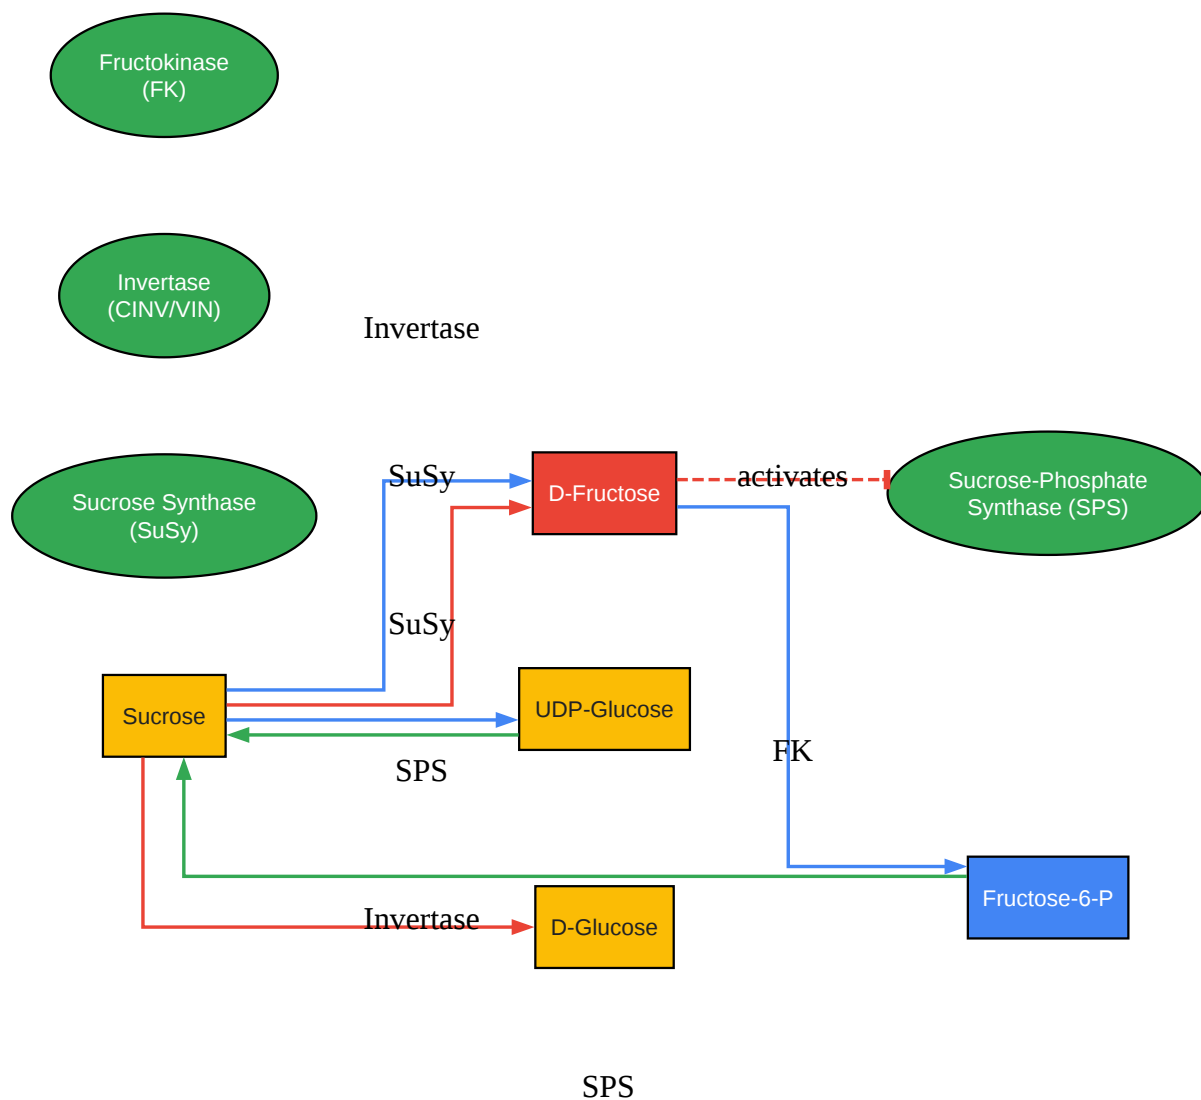 Fructokinase
(FK)
Invertase
(CINV/VIN)
Invertase
SuSy
D-Fructose
activates
Sucrose-Phosphate
Synthase (SPS)
Sucrose Synthase
(SuSy)
SuSy
Sucrose
UDP-Glucose
SPS
FK
Fructose-6-P
Invertase
D-Glucose
SPS